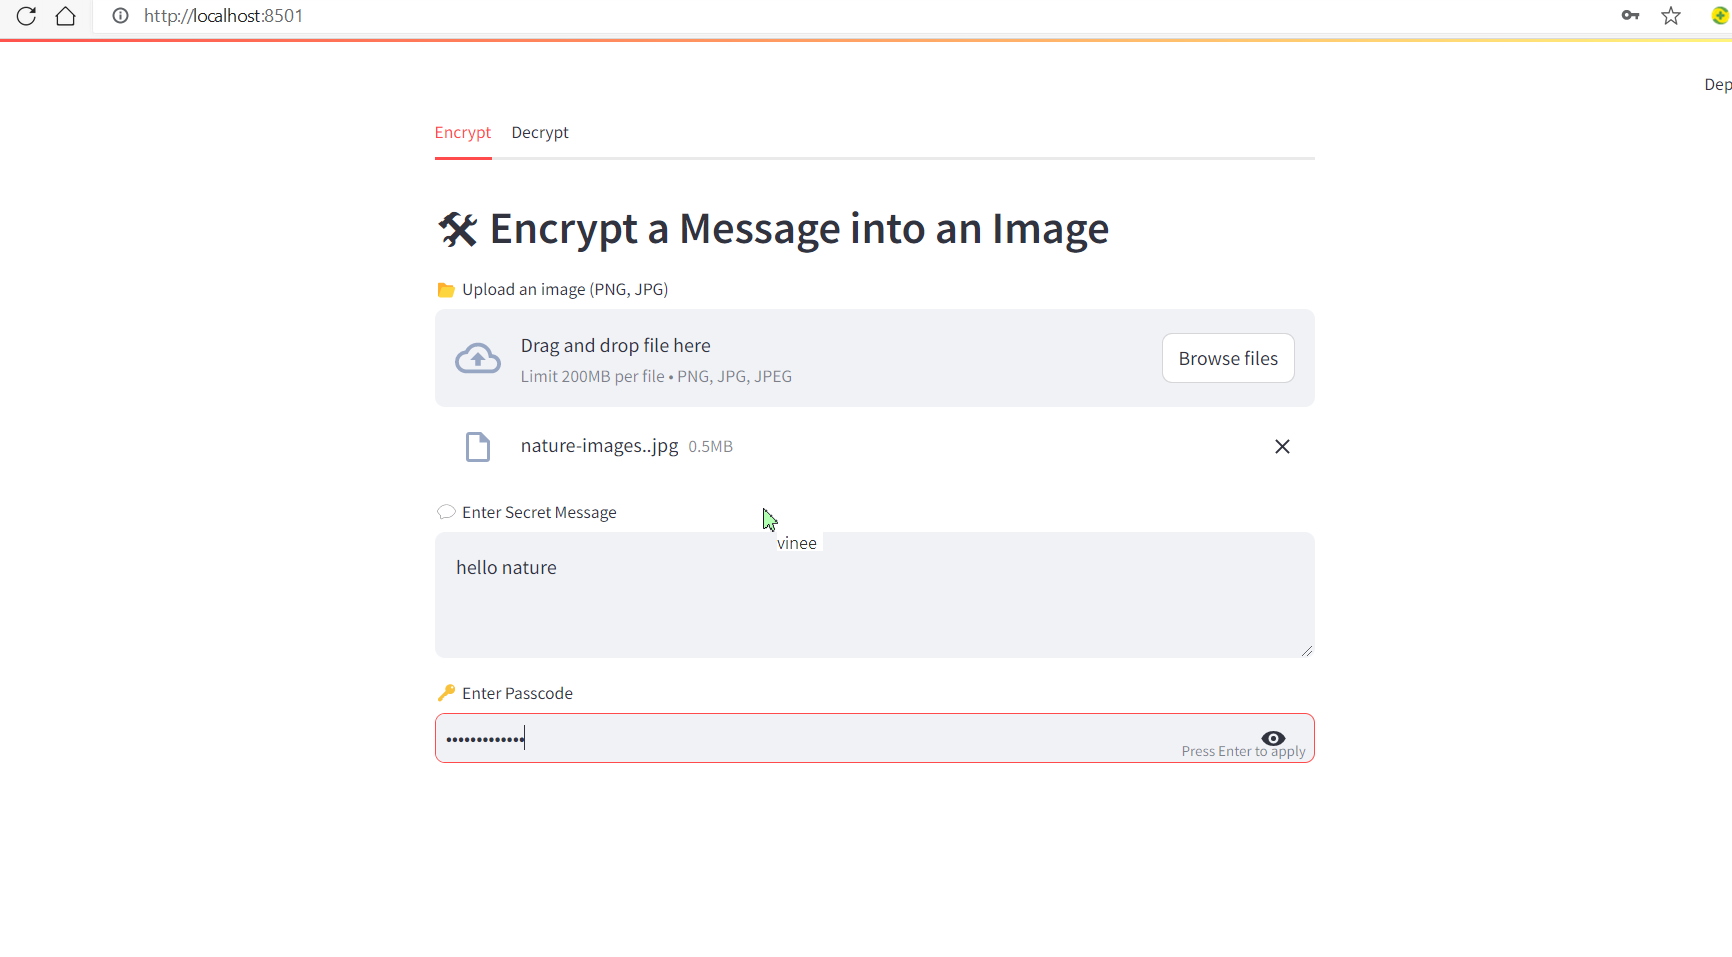 http://localhost:8501
Dep
Encrypt Decrypt
🛠 Encrypt a Message into an Image
📂 Upload an image (PNG, JPG)
Drag and drop file here
Limit 200MB per file • PNG, JPG, JPEG
Browse files
nature-images..jpg 0.5MB
💬 Enter Secret Message
vinee
hello nature
🔑 Enter Passcode
•••••••••••••
Press Enter to apply